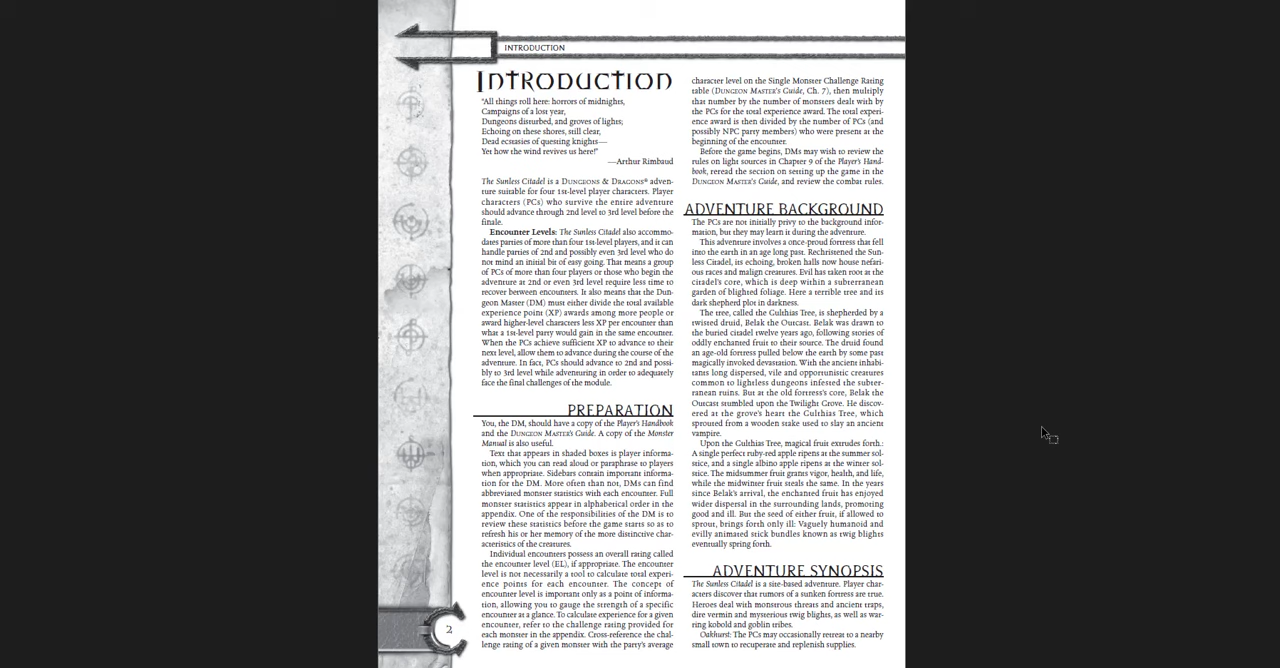 INTRODUCTION
INTRODUCTION
"All things roll here: horrors of midnights,
Campaigns of a lost year,
Dungeons disturbed, and groves of lights;
Echoing on these shores, still clear,
Dead ecstasies of questing knights—
Yet how the wind revives us here!"
—Arthur Rimbaud
The Sunless Citadel is a DUNGEONS & DRAGONS® adven-
ture suitable for four 1st-level player characters. Player
characters (PCs) who survive the entire adventure
should advance through 2nd level to 3rd level before the
finale.
Encounter Levels: The Sunless Citadel also accommo-
dates parties of more than four 1st-level players, and it can
handle parties of 2nd and possibly even 3rd level who do
not mind an initial bit of easy going. That means a group
of PCs of more than four players or those who begin the
adventure at 2nd or even 3rd level require less time to
recover between encounters. It also means that the Dun-
geon Master (DM) must either divide the total available
experience point (XP) awards among more people or
award higher-level characters less XP per encounter than
what a 1st-level party would gain in the same encounter.
When the PCs achieve sufficient XP to advance to their
next level, allow them to advance during the course of the
adventure. In fact, PCs should advance to 2nd and possi-
bly to 3rd level while adventuring in order to adequately
face the final challenges of the module.
PREPARATION
You, the DM, should have a copy of the Player's Handbook
and the DUNGEON MASTER'S Guide. A copy of the Monster
Manual is also useful.
Text that appears in shaded boxes is player informa-
tion, which you can read aloud or paraphrase to players
when appropriate. Sidebars contain important informa-
tion for the DM. More often than not, DMs can find
abbreviated monster statistics with each encounter. Full
monster statistics appear in alphabetical order in the
appendix. One of the responsibilities of the DM is to
review these statistics before the game starts so as to
refresh his or her memory of the more distinctive char-
acteristics of the creatures.
Individual encounters possess an overall rating called
the encounter level (EL), if appropriate. The encounter
level is not necessarily a tool to calculate total experi-
ence points for each encounter. The concept of
encounter level is important only as a point of informa-
tion, allowing you to gauge the strength of a specific
encounter at a glance. To calculate experience for a given
encounter, refer to the challenge rating provided for
each monster in the appendix. Cross-reference the chal-
lenge rating of a given monster with the party's average
2
character level on the Single Monster Challenge Rating
table (DUNGEON MASTER'S Guide, Ch. 7), then multiply
that number by the number of monsters dealt with by
the PCs for the total experience award. The total experi-
ence award is then divided by the number of PCs (and
possibly NPC party members) who were present at the
beginning of the encounter.
Before the game begins, DMs may wish to review the
rules on light sources in Chapter 9 of the Player's Hand-
book, reread the section on setting up the game in the
DUNGEON MASTER'S Guide, and review the combat rules.
ADVENTURE BACKGROUND
The PCs are not initially privy to the background infor-
mation, but they may learn it during the adventure.
This adventure involves a once-proud fortress that fell
into the earth in an age long past. Rechristened the Sun-
less Citadel, its echoing, broken halls now house nefari-
ous races and malign creatures. Evil has taken root at the
citadel's core, which is deep within a subterranean
garden of blighted foliage. Here a terrible tree and its
dark shepherd plot in darkness.
The tree, called the Gulthias Tree, is shepherded by a
twisted druid, Belak the Outcast. Belak was drawn to
the buried citadel twelve years ago, following stories of
oddly enchanted fruit to their source. The druid found
an age-old fortress pulled below the earth by some past
magically invoked devastation. With the ancient inhabi-
tants long dispersed, vile and opportunistic creatures
common to lightless dungeons infested the subter-
ranean ruins. But at the old fortress's core, Belak the
Outcast stumbled upon the Twilight Grove. He discov-
ered at the grove's heart the Gulthias Tree, which
sprouted from a wooden stake used to slay an ancient
vampire.
Upon the Gulthias Tree, magical fruit extrudes forth.:
A single perfect ruby-red apple ripens at the summer sol-
stice, and a single albino apple ripens at the winter sol-
stice. The midsummer fruit grants vigor, health, and life,
while the midwinter fruit steals the same. In the years
since Belak's arrival, the enchanted fruit has enjoyed
wider dispersal in the surrounding lands, promoting
good and ill. But the seed of either fruit, if allowed to
sprout, brings forth only ill: Vaguely humanoid and
evilly animated stick bundles known as twig blights
eventually spring forth.
ADVENTURE SYNOPSIS
The Sunless Citadel is a site-based adventure. Player char-
acters discover that rumors of a sunken fortress are true.
Heroes deal with monstrous threats and ancient traps,
dire vermin and mysterious twig blights, as well as war-
ring kobold and goblin tribes.
Oakhurst: The PCs may occasionally retreat to a nearby
small town to recuperate and replenish supplies.